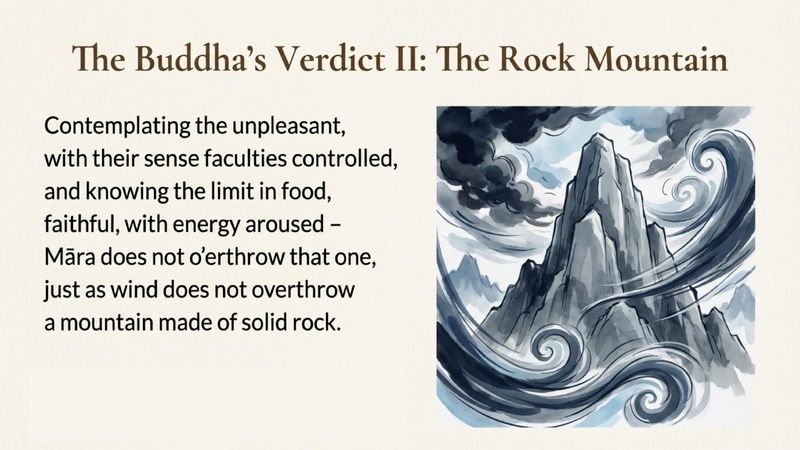 The Buddha’s Verdict II: The Rock Mountain
Contemplating the unpleasant,
with their sense faculties controlled,
and knowing the limit in food,
faithful, with energy aroused –
Māra does not o’erthrow that one,
just as wind does not overthrow
a mountain made of solid rock.